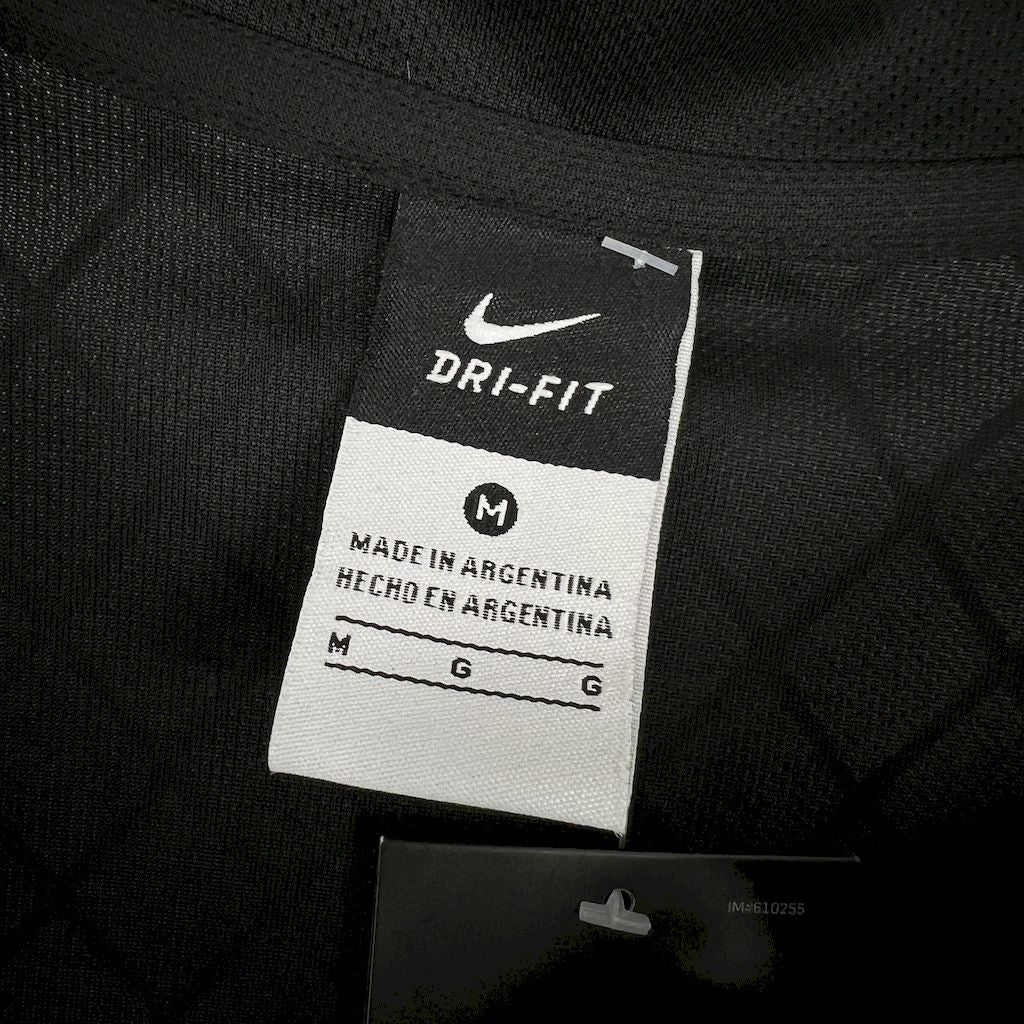 DRI-FIT
M
MADE IN ARGENTINA
HECHO EN ARGENTINA
M G G
IM#610255